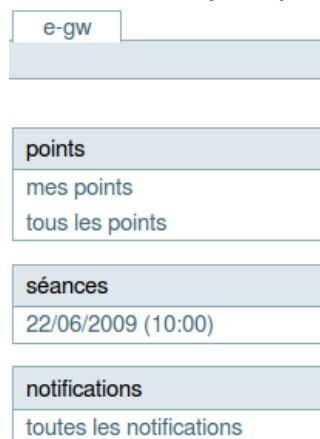 e-gw
points
mes points
tous les points
séances
22/06/2009 (10:00)
notifications
toutes les notifications